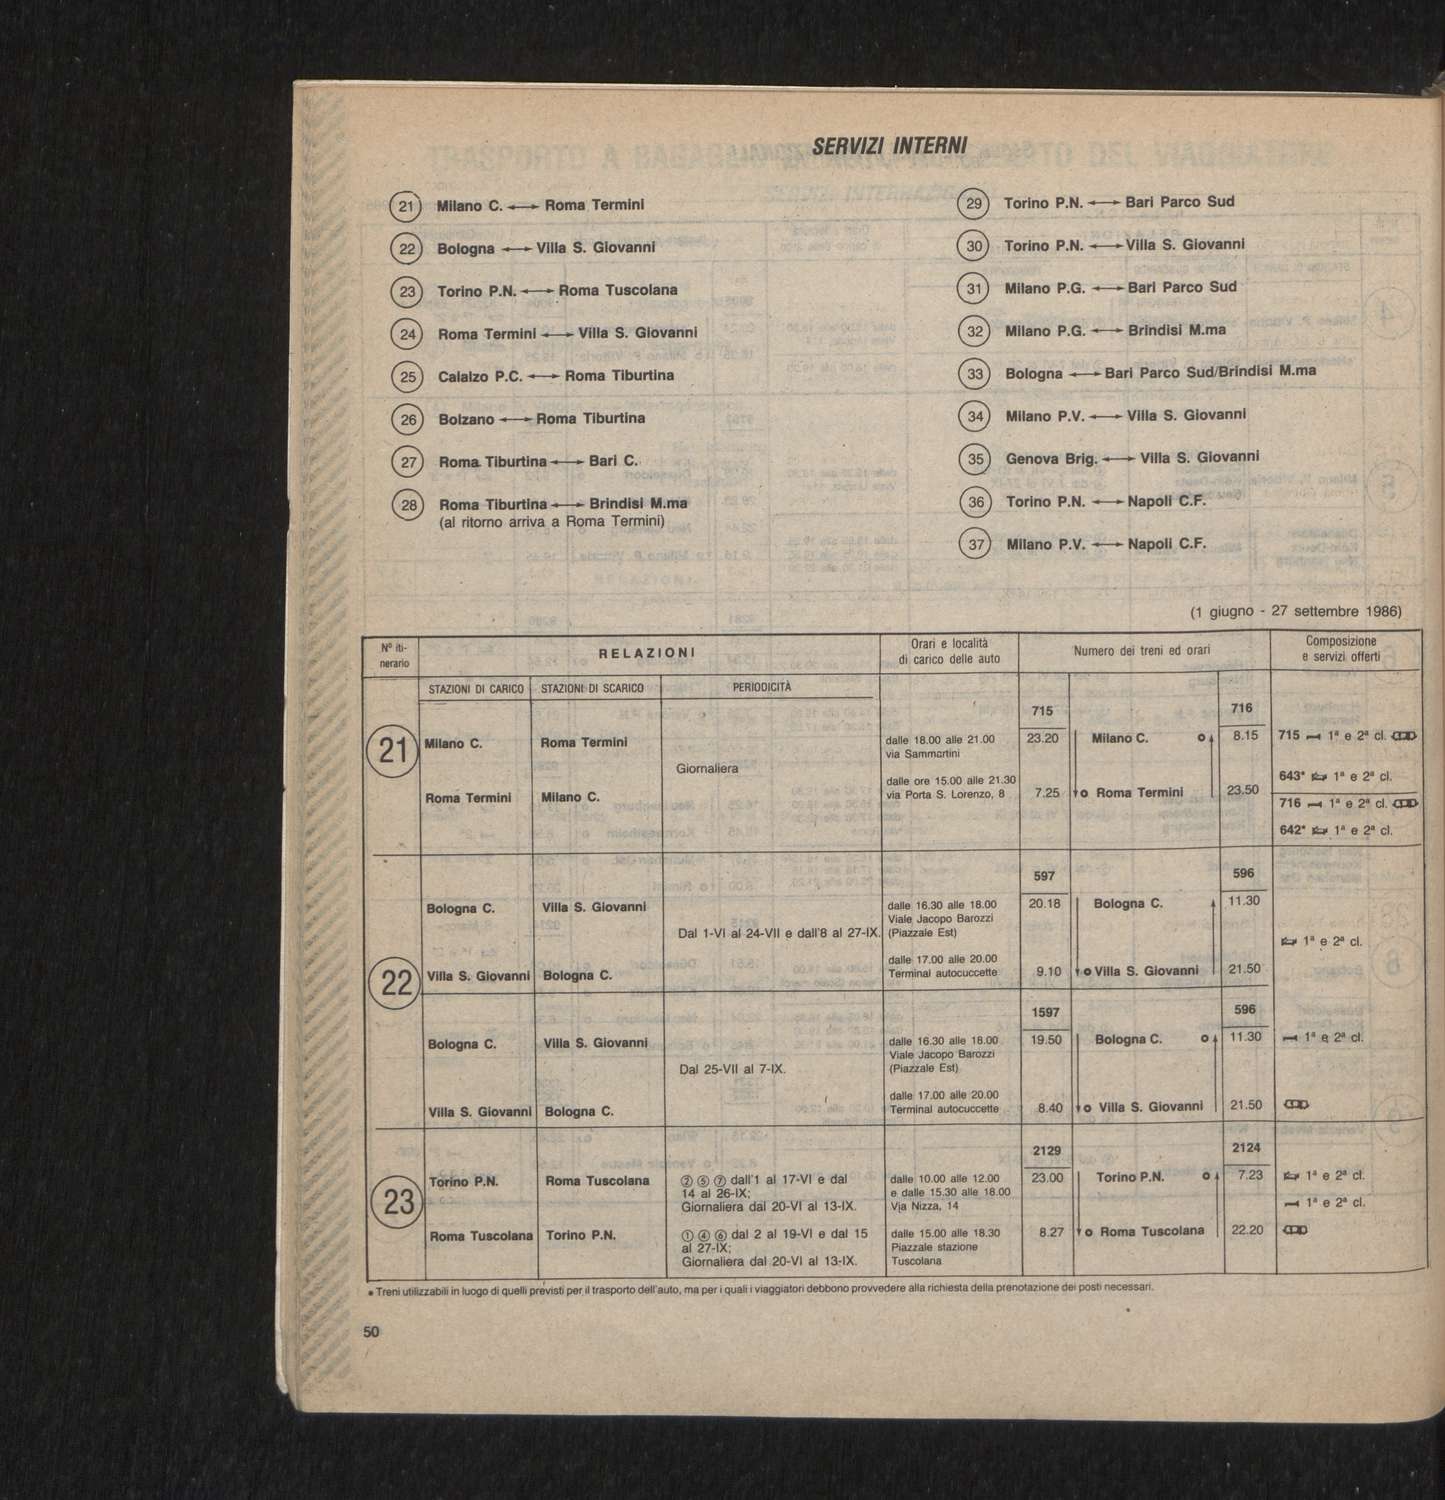 SERVIZI INTERNI
21 Milano C. ←→ Roma Termini
22 Bologna ←→ Villa S. Giovanni
23 Torino P.N. ←→ Roma Tuscolana
24 Roma Termini ←→ Villa S. Giovanni
25 Calalzo P.C. ←→ Roma Tiburtina
26 Bolzano ←→ Roma Tiburtina
27 Roma Tiburtina ←→ Bari C.
28 Roma Tiburtina ←→ Brindisi M.ma
(al ritorno arriva a Roma Termini)
29 Torino P.N. ←→ Bari Parco Sud
30 Torino P.N. ←→ Villa S. Giovanni
31 Milano P.G. ←→ Bari Parco Sud
32 Milano P.G. ←→ Brindisi M.ma
33 Bologna ←→ Bari Parco Sud/Brindisi M.ma
34 Milano P.V. ←→ Villa S. Giovanni
35 Genova Brig. ←→ Villa S. Giovanni
36 Torino P.N. ←→ Napoli C.F.
37 Milano P.V. ←→ Napoli C.F.
(1 giugno - 27 settembre 1986)
N° iti-
nerario
RELAZIONI
Orari e località
di carico delle auto
Numero dei treni ed orari
Composizione
e servizi offerti
STAZIONI DI CARICO STAZIONI DI SCARICO PERIODICITÀ
21
Milano C. Roma Termini
Roma Termini Milano C.
Giornaliera
dalle 18.00 alle 21.00
via Sammartini
dalle ore 15.00 alle 21.30
via Porta S. Lorenzo, 8
715 716
23.20 Milano C. 8.15
7.25 Roma Termini 23.50
715 1ª e 2ª cl.
643* 1ª e 2ª cl.
716 1ª e 2ª cl.
642* 1ª e 2ª cl.
22
Bologna C. Villa S. Giovanni
Villa S. Giovanni Bologna C.
Dal 1-VI al 24-VII e dall'8 al 27-IX.
dalle 16.30 alle 18.00
Viale Jacopo Barozzi
(Piazzale Est)
dalle 17.00 alle 20.00
Terminal autocuccette
597 596
20.18 Bologna C. 11.30
9.10 Villa S. Giovanni 21.50
1ª e 2ª cl.
Bologna C. Villa S. Giovanni
Villa S. Giovanni Bologna C.
Dal 25-VII al 7-IX.
dalle 16.30 alle 18.00
Viale Jacopo Barozzi
(Piazzale Est)
dalle 17.00 alle 20.00
Terminal autocuccette
1597 596
19.50 Bologna C. 11.30
8.40 Villa S. Giovanni 21.50
1ª e 2ª cl.
23
Torino P.N. Roma Tuscolana
Roma Tuscolana Torino P.N.
② ⑤ ⑦ dall'1 al 17-VI e dal
14 al 26-IX;
Giornaliera dal 20-VI al 13-IX.
① ④ ⑥ dal 2 al 19-VI e dal 15
al 27-IX;
Giornaliera dal 20-VI al 13-IX.
dalle 10.00 alle 12.00
e dalle 15.30 alle 18.00
Via Nizza, 14
dalle 15.00 alle 18.30
Piazzale stazione
Tuscolana
2129 2124
23.00 Torino P.N. 7.23
8.27 Roma Tuscolana 22.20
1ª e 2ª cl.
1ª e 2ª cl.
* Treni utilizzabili in luogo di quelli previsti per il trasporto dell'auto, ma per i quali i viaggiatori debbono provvedere alla richiesta della prenotazione dei posti necessari.
50